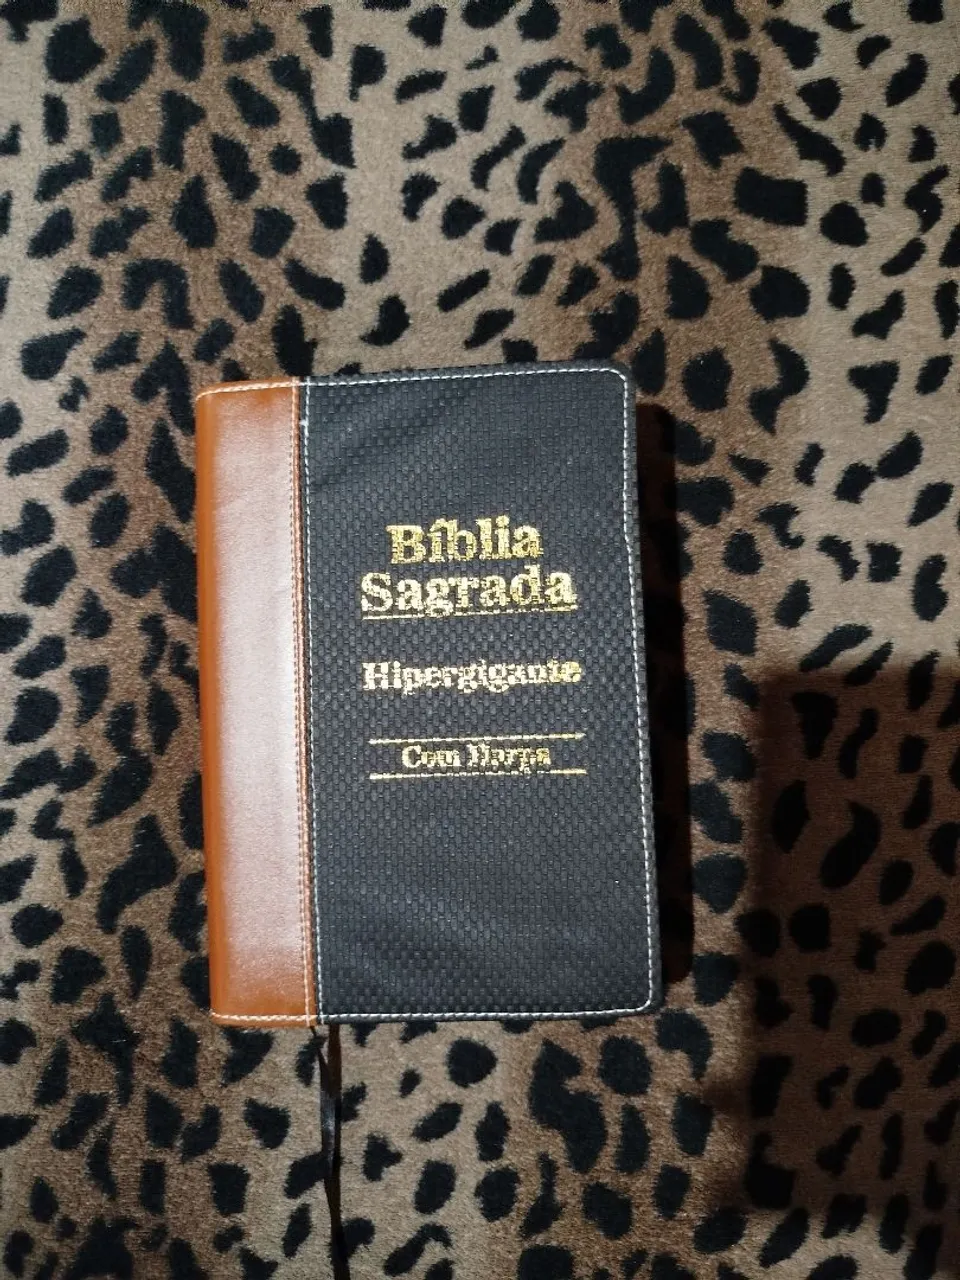 Bíblia
Sagrada
Hipergigante
Com Harpa